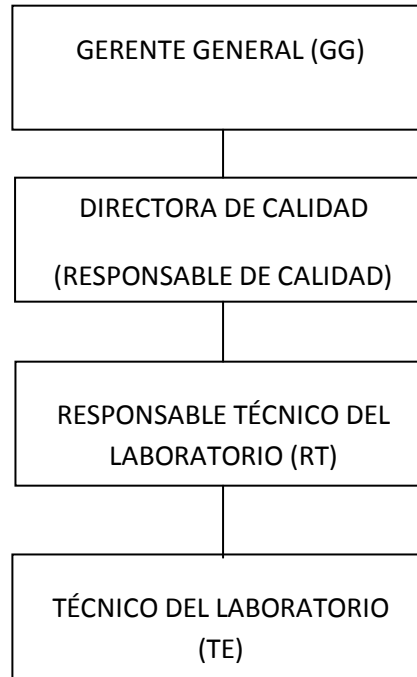 GERENTE GENERAL (GG)
DIRECTORA DE CALIDAD
(RESPONSABLE DE CALIDAD)
RESPONSABLE TÉCNICO DEL
LABORATORIO (RT)
TÉCNICO DEL LABORATORIO
(TE)